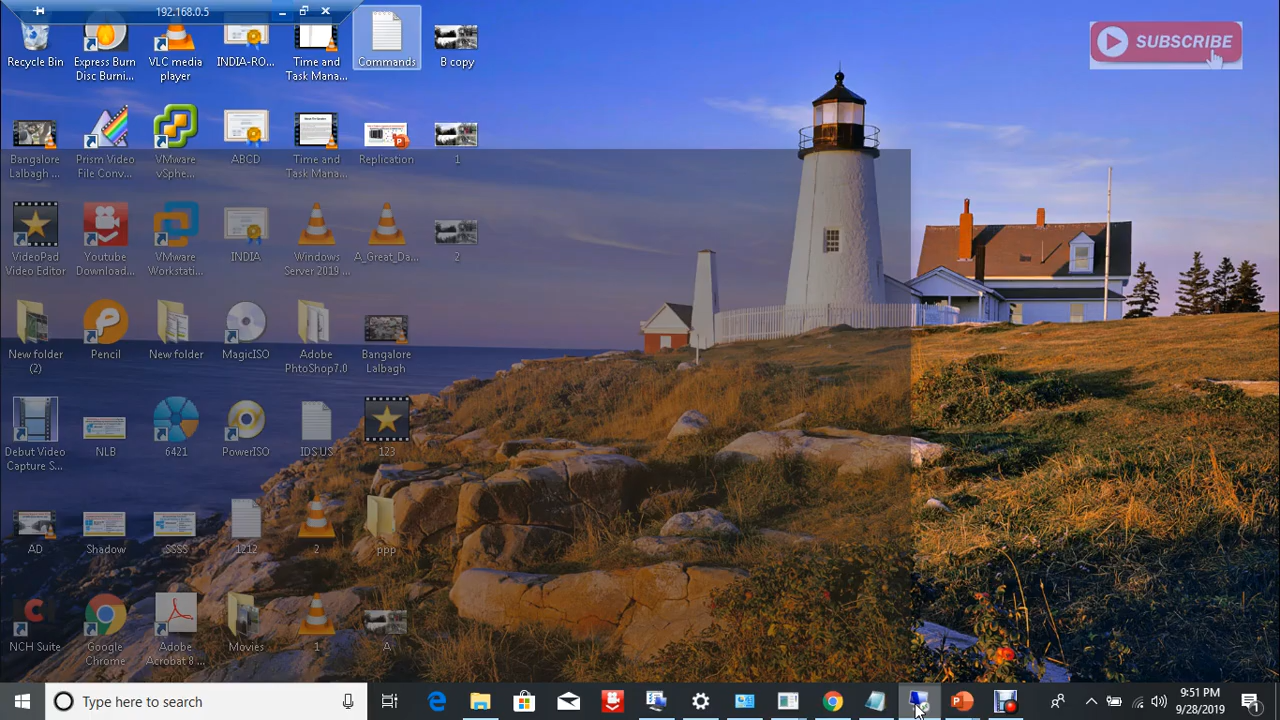 192.168.0.5
SUBSCRIBE
Recycle Bin
Express Burn
Disc Burni...
VLC media
player
INDIA-RO...
Time and
Task Mana...
Commands
B copy
Bangalore
Lalbagh ...
Prism Video
File Conv...
VMware
vSphe...
ABCD
Time and
Task Mana...
Replication
1
VideoPad
Video Editor
Youtube
Download...
VMware
Workstati...
INDIA
Windows
Server 2019 ...
A_Great_Da...
2
New folder
(2)
Pencil
New folder
MagicISO
Adobe
PhtoShop7.0
Bangalore
Lalbagh
Debut Video
Capture S...
NLB
6421
PowerISO
IDS US
123
AD
Shadow
SSSS
1212
2
ppp
NCH Suite
Google
Chrome
Adobe
Acrobat 8 ...
Movies
1
A
Type here to search
9:51 PM
9/28/2019